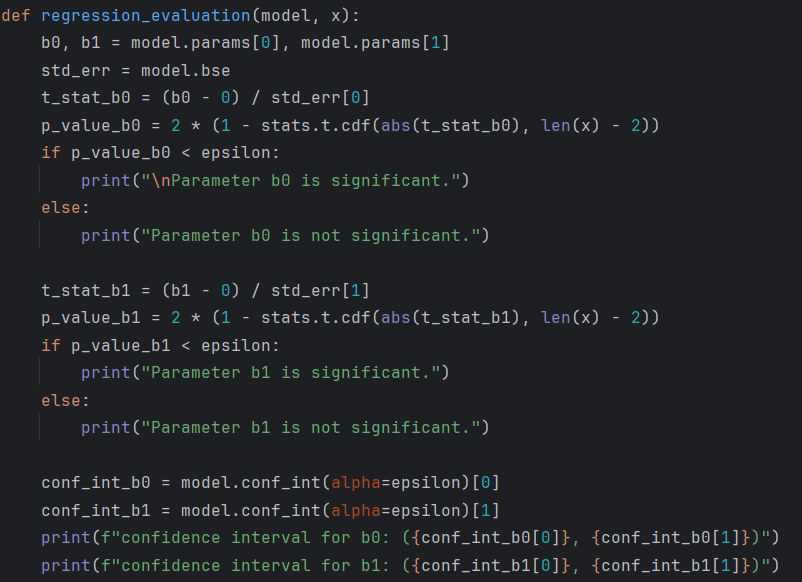 def regression_evaluation(model, x):
    b0, b1 = model.params[0], model.params[1]
    std_err = model.bse
    t_stat_b0 = (b0 - 0) / std_err[0]
    p_value_b0 = 2 * (1 - stats.t.cdf(abs(t_stat_b0), len(x) - 2))
    if p_value_b0 < epsilon:
        print("\nParameter b0 is significant.")
    else:
        print("Parameter b0 is not significant.")

    t_stat_b1 = (b1 - 0) / std_err[1]
    p_value_b1 = 2 * (1 - stats.t.cdf(abs(t_stat_b1), len(x) - 2))
    if p_value_b1 < epsilon:
        print("Parameter b1 is significant.")
    else:
        print("Parameter b1 is not significant.")

    conf_int_b0 = model.conf_int(alpha=epsilon)[0]
    conf_int_b1 = model.conf_int(alpha=epsilon)[1]
    print(f"confidence interval for b0: ({conf_int_b0[0]}, {conf_int_b0[1]})")
    print(f"confidence interval for b1: ({conf_int_b1[0]}, {conf_int_b1[1]})")